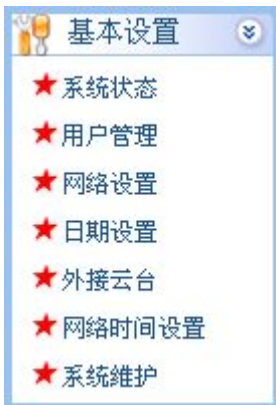 基本设置
系统状态
用户管理
网络设置
日期设置
外接云台
网络时间设置
系统维护